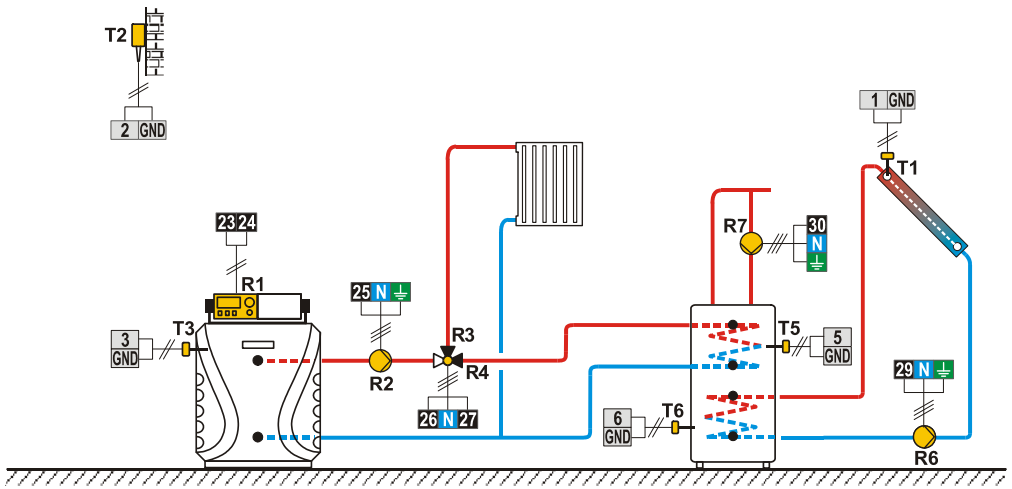 T2
2 GND
1 GND
T1
23 24
R7
30
N
R1
25 N
3
GND
T3
R3
R4
R2
T5
5
GND
29 N
26 N 27
6
GND
T6
R6